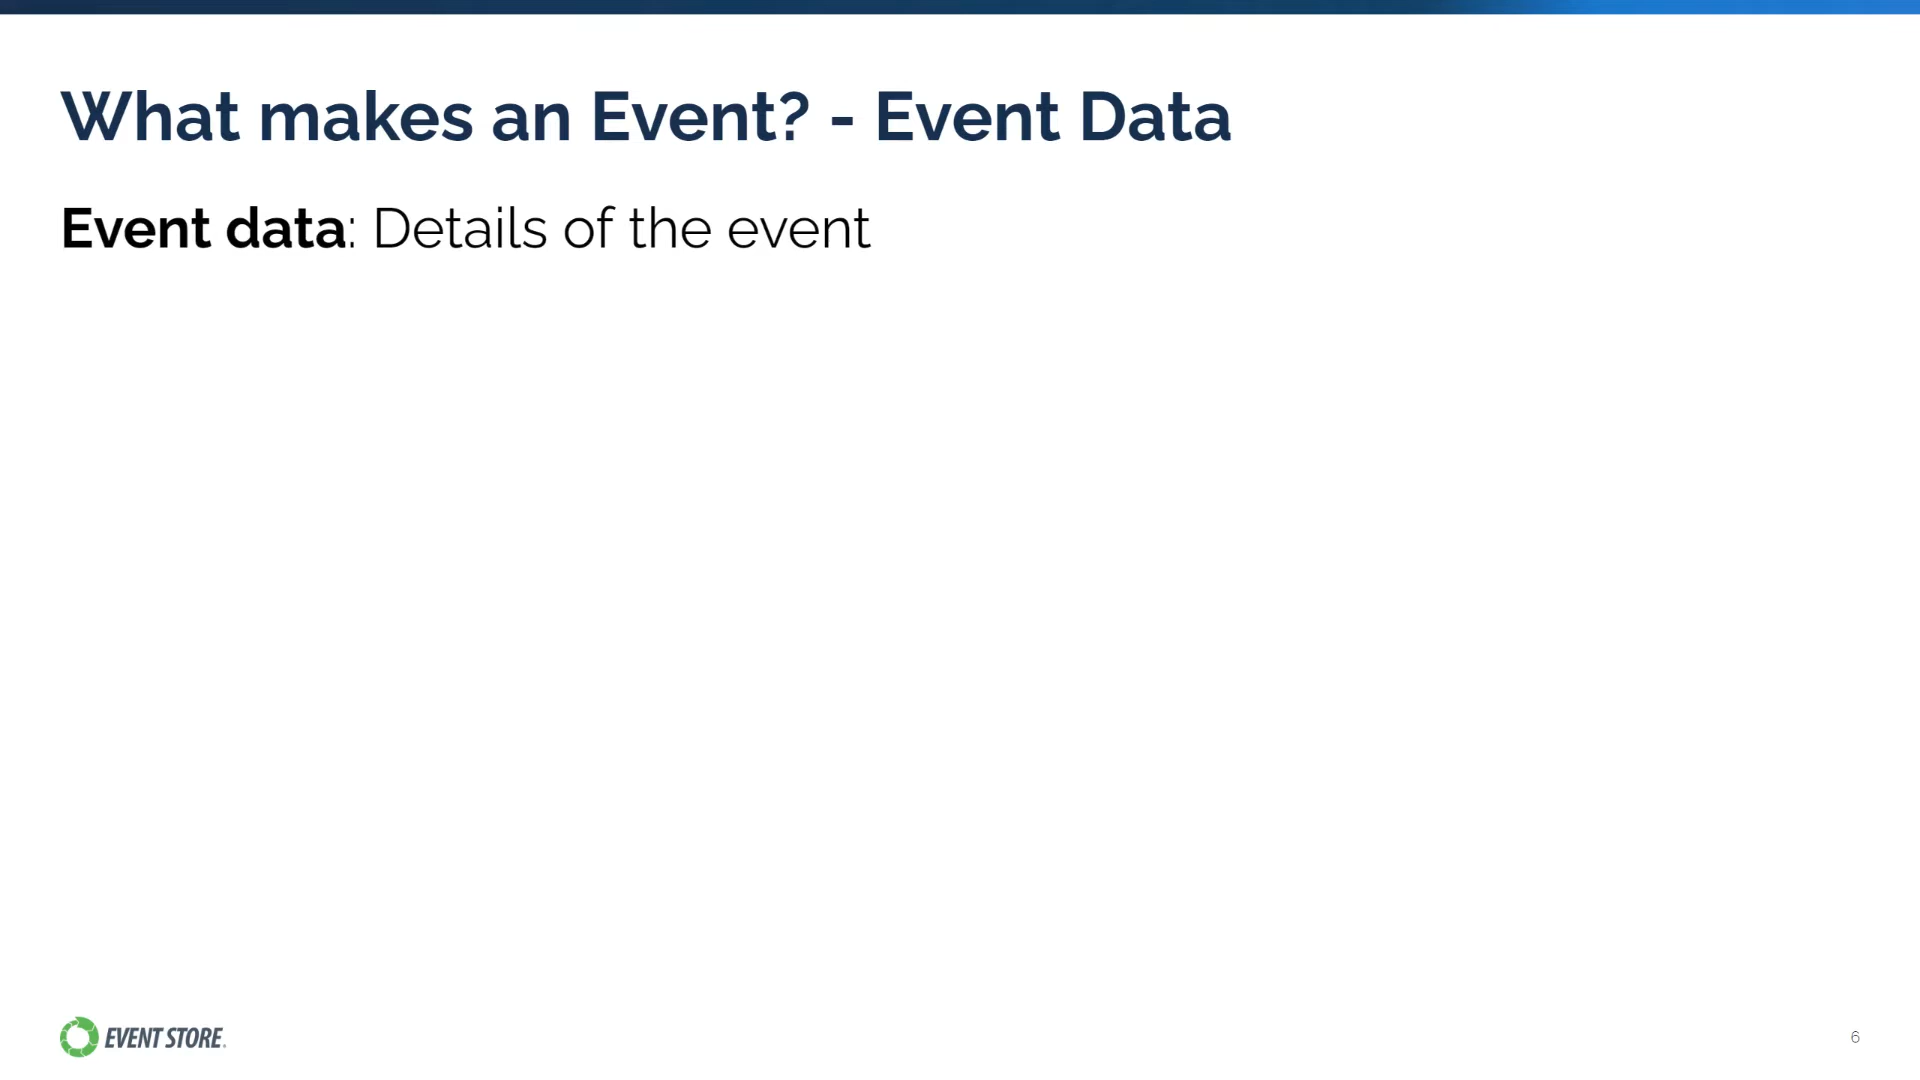 What makes an Event? - Event Data
Event data: Details of the event
EVENT STORE.
6